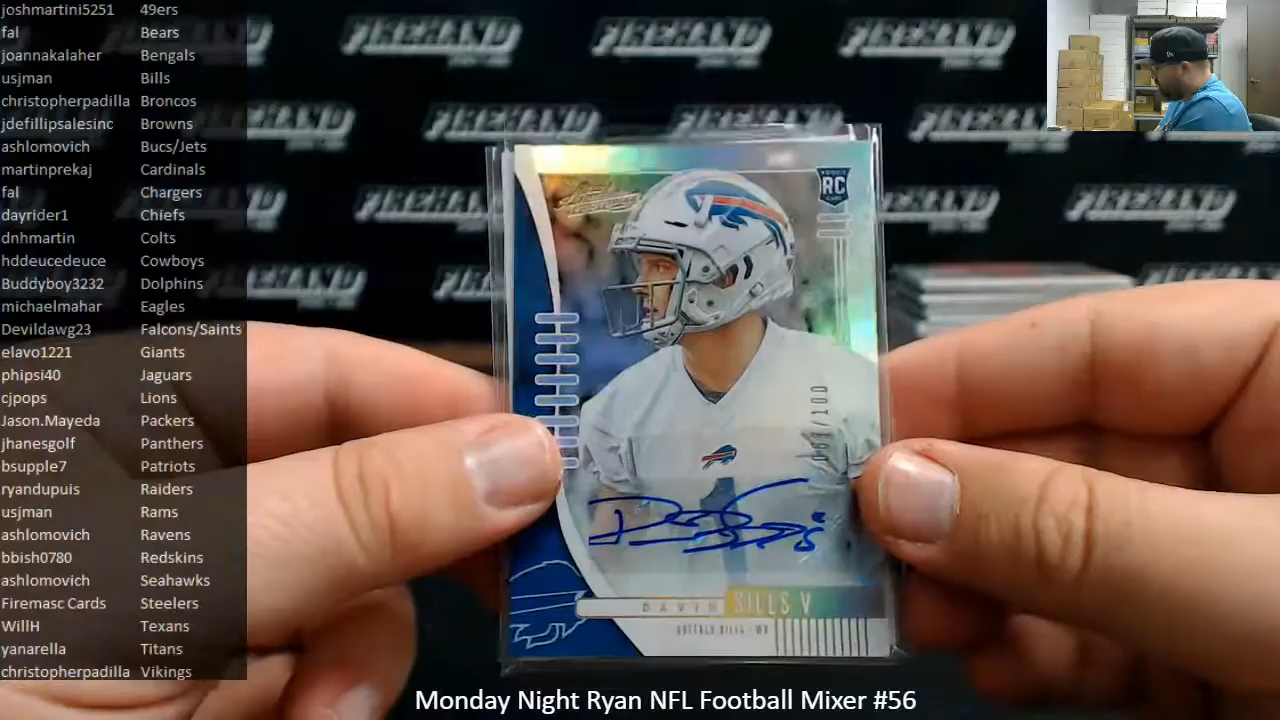 joshmartini5251 49ers
fal Bears
joannakalaher Bengals
usjman Bills
christopherpadilla Broncos
jdefillipsalesinc Browns
ashlomovich Bucs/Jets
martinprekaj Cardinals
fal Chargers
dayrider1 Chiefs
dnhmartin Colts
hddeucedeuce Cowboys
Buddyboy3232 Dolphins
michaelmahar Eagles
Devildawg23 Falcons/Saints
elavo1221 Giants
phipsi40 Jaguars
cjpops Lions
Jason.Mayeda Packers
jhanesgolf Panthers
bsupple7 Patriots
ryandupuis Raiders
usjman Rams
ashlomovich Ravens
bbish0780 Redskins
ashlomovich Seahawks
Firemasc Cards Steelers
WillH Texans
yanarella Titans
christopherpadilla Vikings
FIREHAND FIREHAND FIREHAND
RC
/100
DAVID SILLS V
BUFFALO BILLS - WR
Monday Night Ryan NFL Football Mixer #56